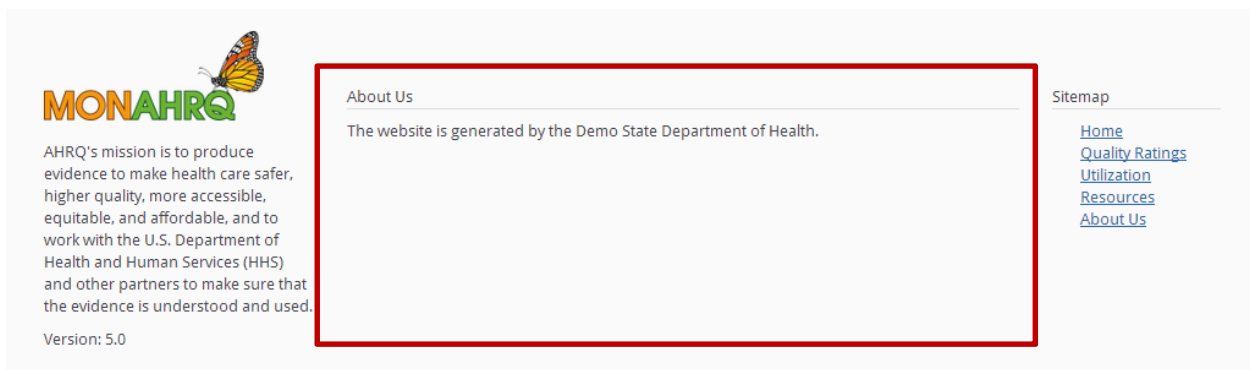 MONAHRQ
AHRQ's mission is to produce
evidence to make health care safer,
higher quality, more accessible,
equitable, and affordable, and to
work with the U.S. Department of
Health and Human Services (HHS)
and other partners to make sure that
the evidence is understood and used.
Version: 5.0
About Us
The website is generated by the Demo State Department of Health.
Sitemap
Home
Quality Ratings
Utilization
Resources
About Us